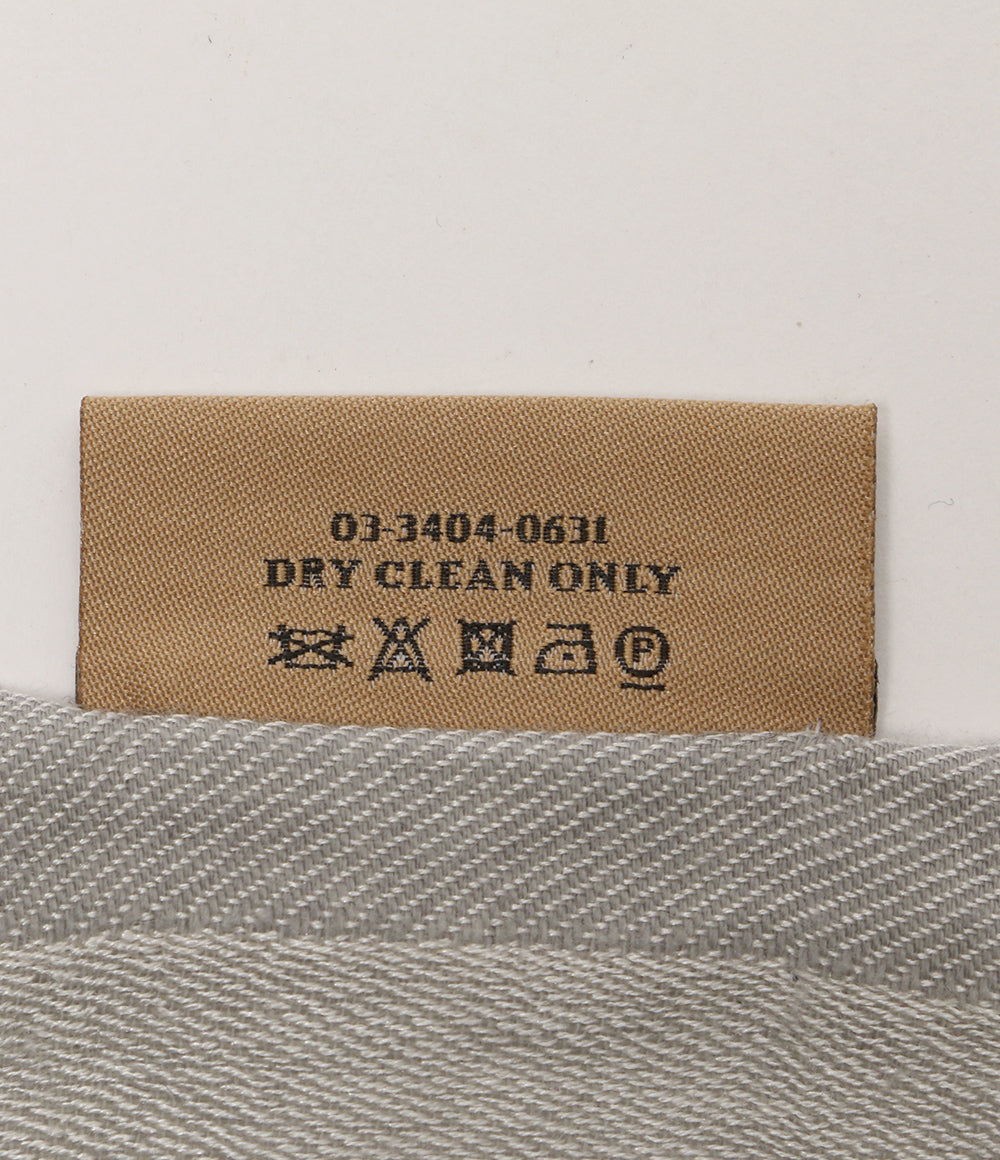 03-3404-0631
DRY CLEAN ONLY
P